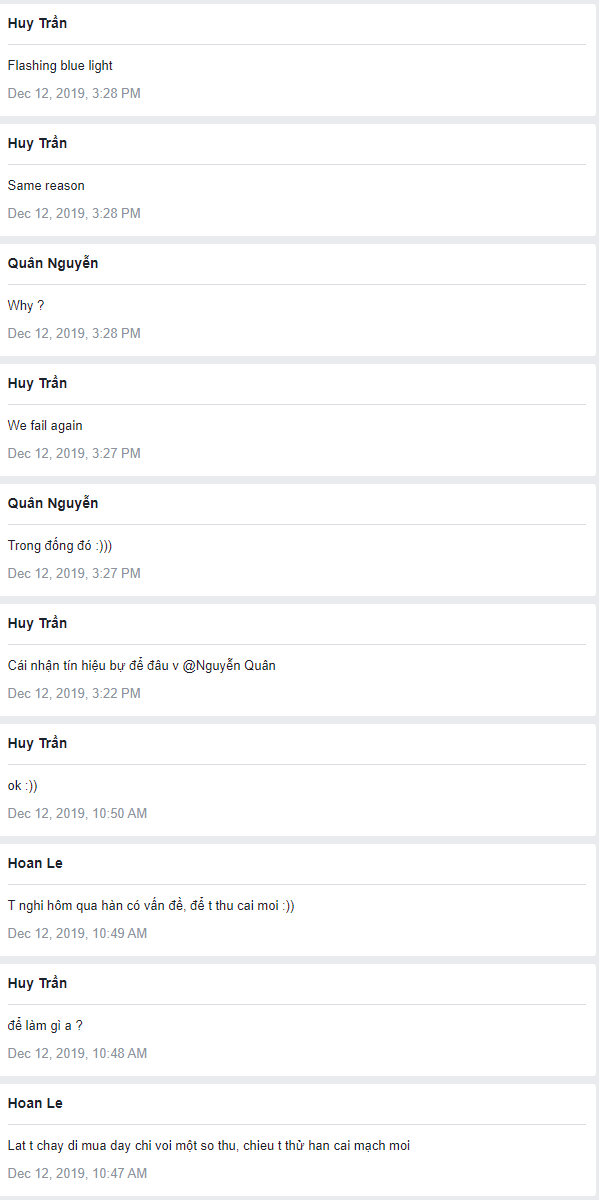 Huy Trần
Flashing blue light
Dec 12, 2019, 3:28 PM
Huy Trần
Same reason
Dec 12, 2019, 3:28 PM
Quân Nguyễn
Why ?
Dec 12, 2019, 3:28 PM
Huy Trần
We fail again
Dec 12, 2019, 3:27 PM
Quân Nguyễn
Trong đống đó :)))
Dec 12, 2019, 3:27 PM
Huy Trần
Cái nhận tín hiệu bự để đâu v @Nguyễn Quân
Dec 12, 2019, 3:22 PM
Huy Trần
ok :))
Dec 12, 2019, 10:50 AM
Hoan Le
T nghi hôm qua hàn có vấn đề, để t thu cai moi :))
Dec 12, 2019, 10:49 AM
Huy Trần
để làm gì a ?
Dec 12, 2019, 10:48 AM
Hoan Le
Lat t chay di mua day chi voi một so thu, chieu t thử han cai mạch moi
Dec 12, 2019, 10:47 AM